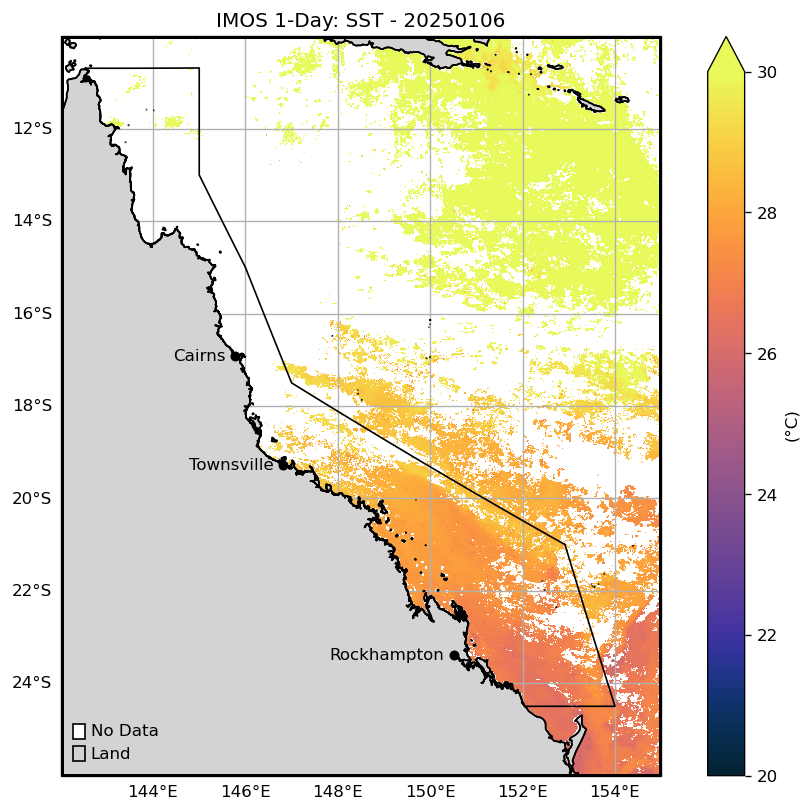 IMOS 1-Day: SST - 20250106
12°S
14°S
16°S
18°S
20°S
22°S
24°S
Cairns
Townsville
Rockhampton
No Data
Land
144°E 146°E 148°E 150°E 152°E 154°E
30
28
26
24
22
20
(°C)